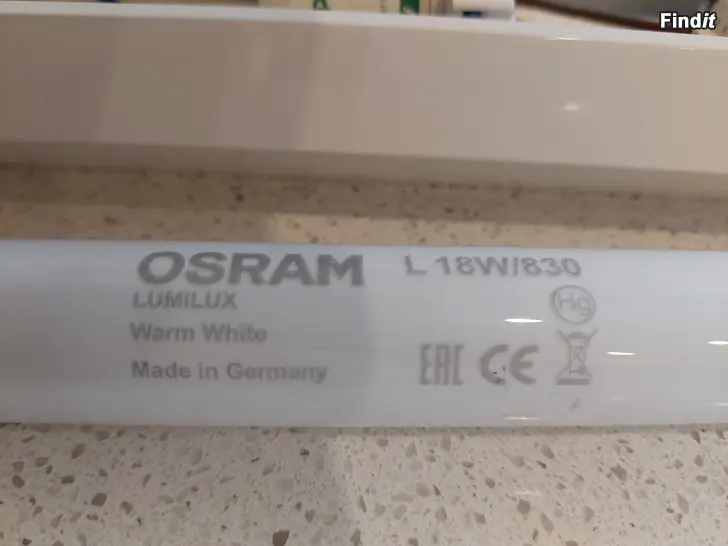 Findit
OSRAM L 18W/830
LUMILUX
Hg
Warm White
Made in Germany
EAC CE